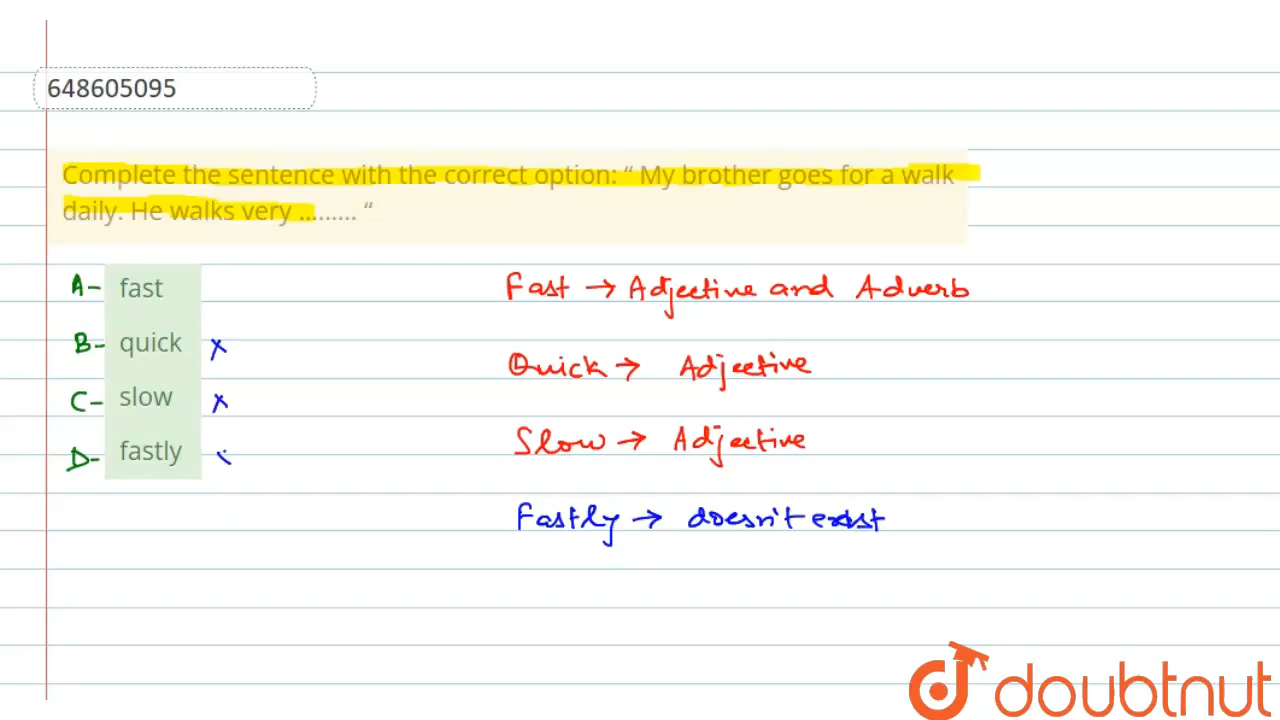 648605095
Complete the sentence with the correct option: “ My brother goes for a walk
daily. He walks very ......... “
A- fast
B- quick x
C- slow x
D- fastly
Fast → Adjective and Adverb
Quick → Adjective
Slow → Adjective
Fastly → doesn't exist
doubtnut